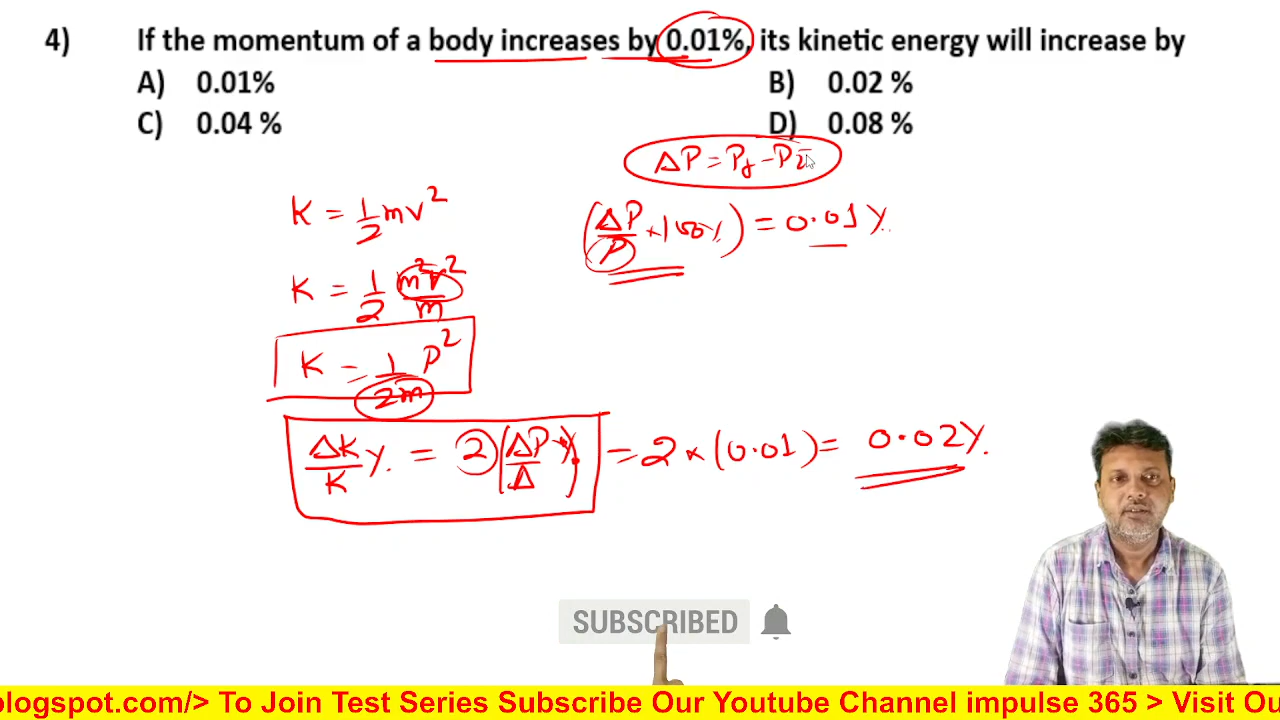 4) If the momentum of a body increases by 0.01%, its kinetic energy will increase by
A) 0.01% B) 0.02 %
C) 0.04 % D) 0.08 %
ΔP = Pf - Pi
K = 1/2 mv²
(ΔP/P × 100%) = 0.01%
K = 1/2 m²v²/m
K = 1/2m P²
ΔK/K % = 2(ΔP/Δ %) = 2 × (0.01) = 0.02%
SUBSCRIBED
blogspot.com/> To Join Test Series Subscribe Our Youtube Channel impulse 365 > Visit Ou